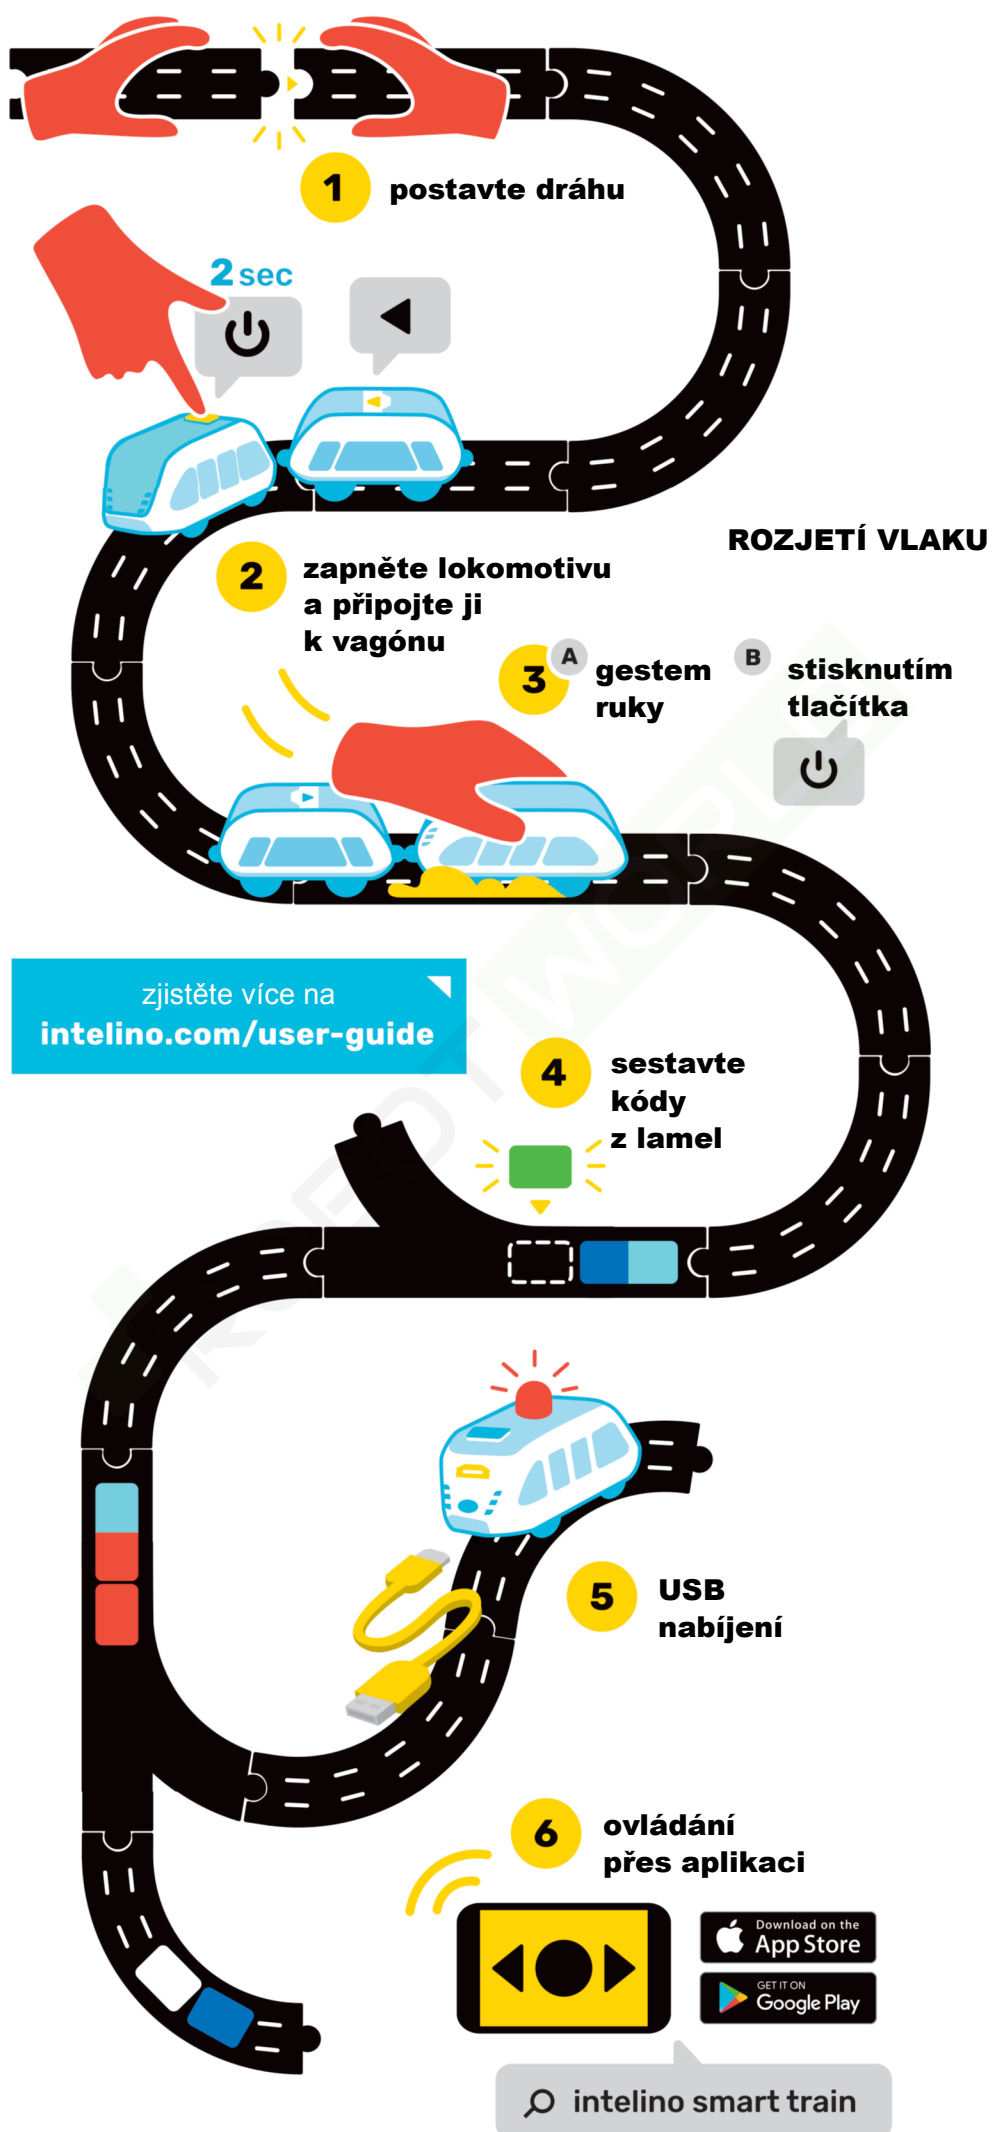 1
postavte dráhu
2 sec
ROZJETÍ VLAKU
2
zapněte lokomotivu
a připojte ji
k vagónu
3
A
gestem
ruky
B
stisknutím
tlačítka
zjistěte více na
intelino.com/user-guide
4
sestavte
kódy
z lamel
5
USB
nabíjení
6
ovládání
přes aplikaci
Download on the
App Store
GET IT ON
Google Play
intelino smart train
ROBOTWORLD